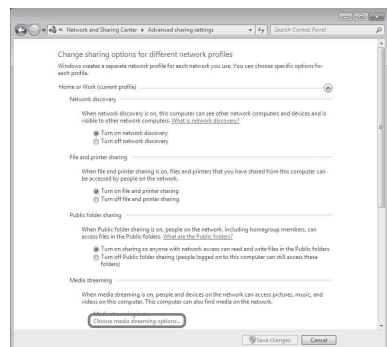 « Network and Sharing Center ▸ Advanced sharing settings
Search Control Panel
Change sharing options for different network profiles
Windows creates a separate network profile for each network you use. You can choose specific options for
each profile.
Home or Work (current profile)
Network discovery
When network discovery is on, this computer can see other network computers and devices and is
visible to other network computers. What is network discovery?
Turn on network discovery
Turn off network discovery
File and printer sharing
When file and printer sharing is on, files and printers that you have shared from this computer can
be accessed by people on the network.
Turn on file and printer sharing
Turn off file and printer sharing
Public folder sharing
When Public folder sharing is on, people on the network, including homegroup members, can
access files in the Public folders. What are the Public folders?
Turn on sharing so anyone with network access can read and write files in the Public folders
Turn off Public folder sharing (people logged on to this computer can still access these
folders)
Media streaming
When media streaming is on, people and devices on the network can access pictures, music, and
videos on this computer. This computer can also find media on the network.
Choose media streaming options...
Save changes
Cancel